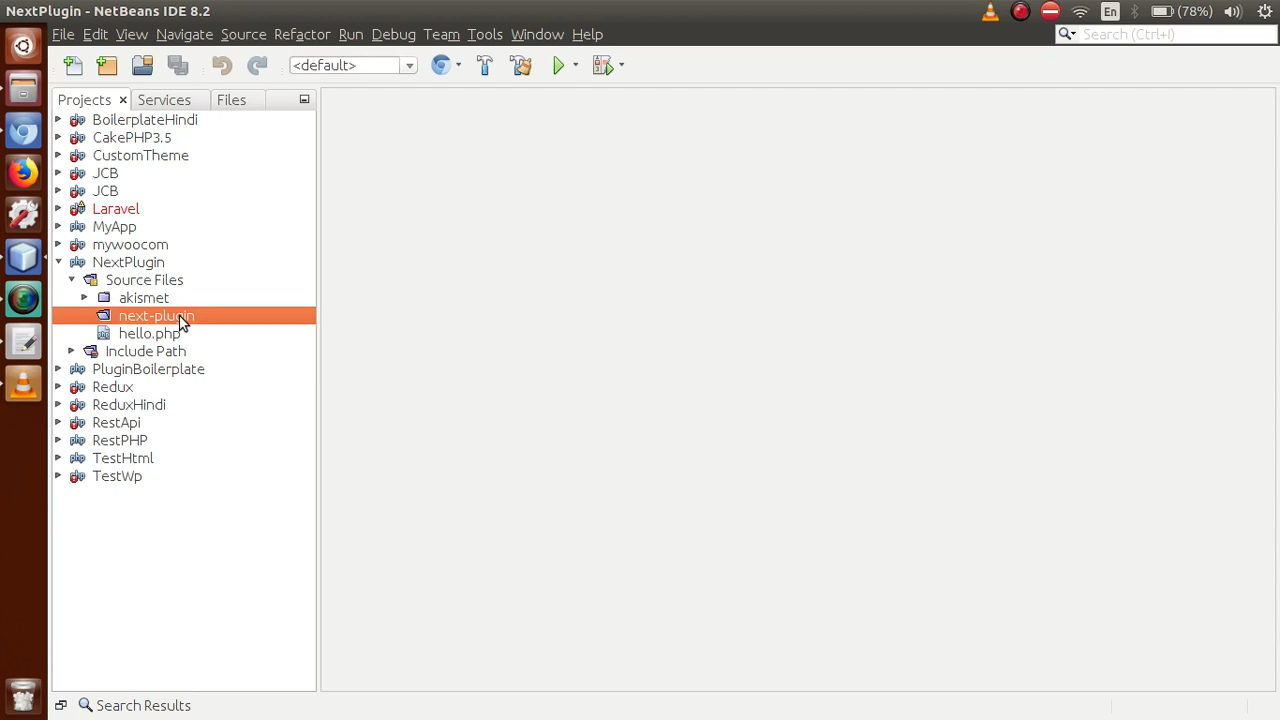 NextPlugin - NetBeans IDE 8.2
En
(78%)
File Edit View Navigate Source Refactor Run Debug Team Tools Window Help
Search (Ctrl+I)
<default>
Projects Services Files
BoilerplateHindi
CakePHP3.5
CustomTheme
JCB
JCB
Laravel
MyApp
mywoocom
NextPlugin
Source Files
akismet
next-plugin
hello.php
Include Path
PluginBoilerplate
Redux
ReduxHindi
RestApi
RestPHP
TestHtml
TestWp
Search Results